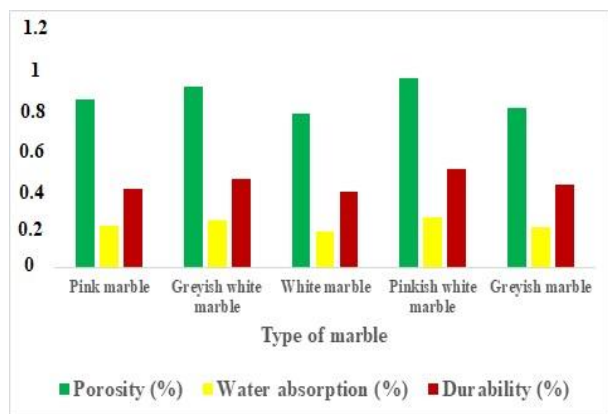 1.2
1
0.8
0.6
0.4
0.2
0
Pink marble Greyish white marble White marble Pinkish white marble Greyish marble
Type of marble
Porosity (%) Water absorption (%) Durability (%)